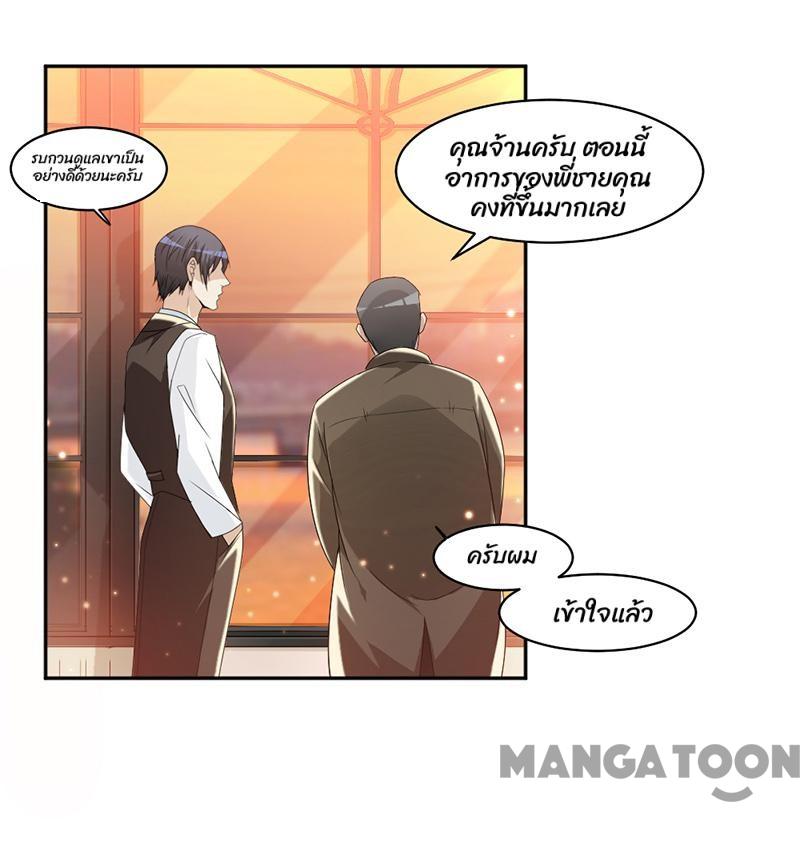 คุณจ้านครับ ตอนนี้
อาการของพี่ชายคุณ
คงที่ขึ้นมากเลย
รบกวนดูแลเขาเป็น
อย่างดีด้วยนะครับ
ครับผม
เข้าใจแล้ว
MANGATOON